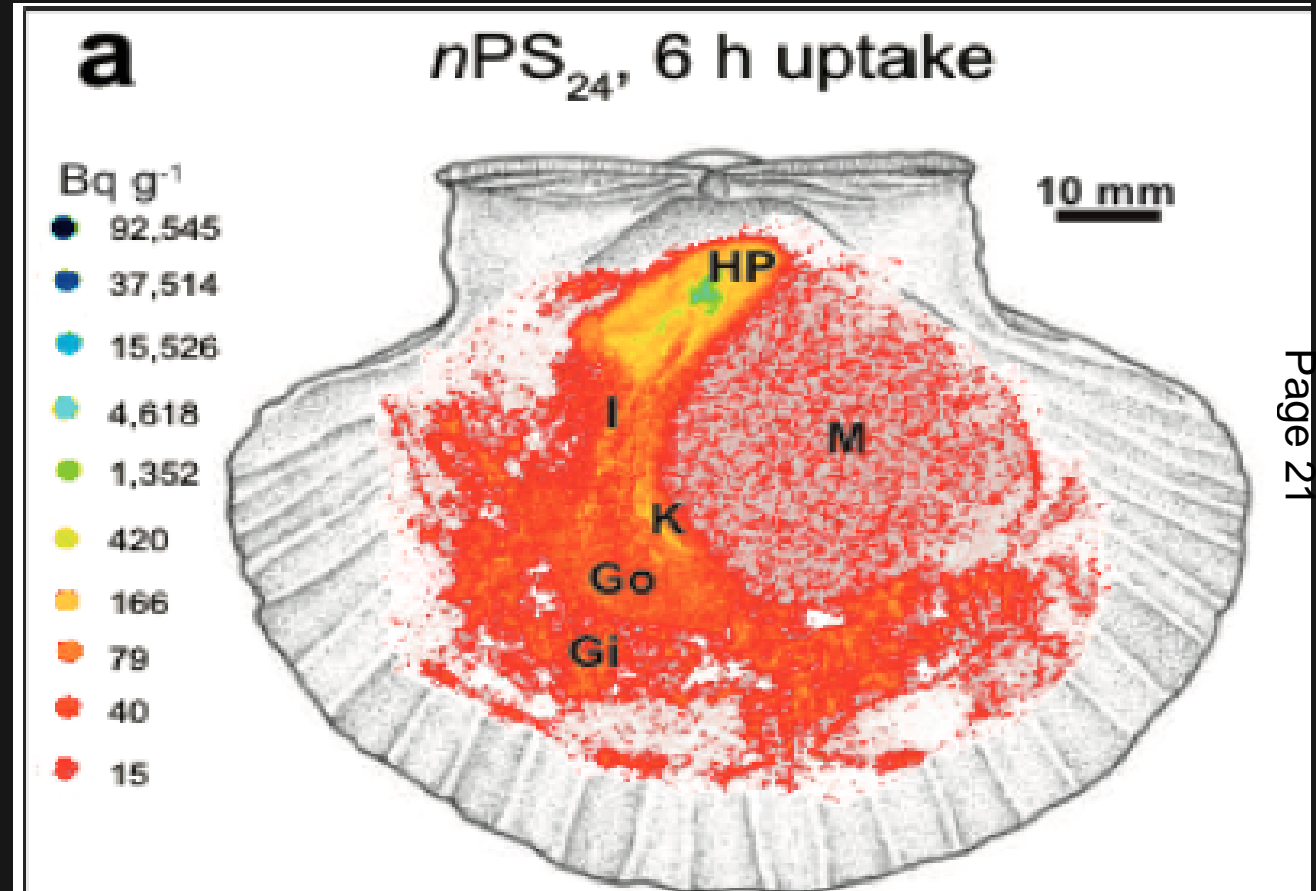 a
nPS₂₄, 6 h uptake
Bq g⁻¹
92,545
37,514
15,526
4,618
1,352
420
166
79
40
15
10 mm
HP
I
M
K
Go
Gi
Page 21